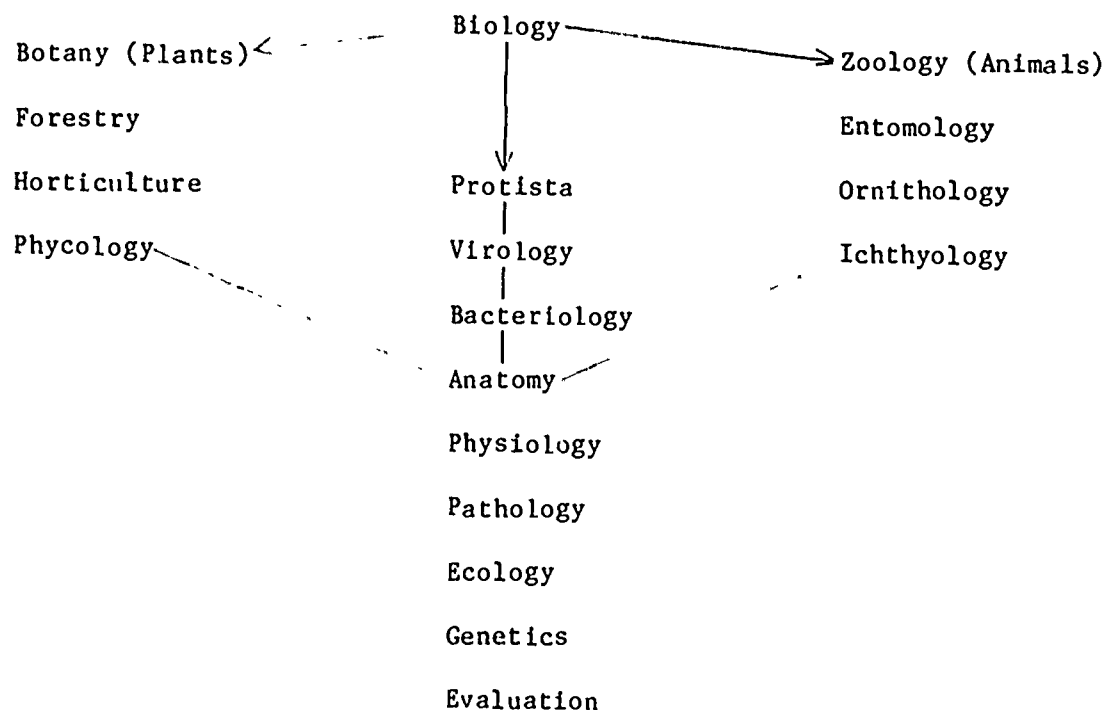 Biology
Botany (Plants)
Forestry
Horticulture
Phycology
Protista
Virology
Bacteriology
Anatomy
Physiology
Pathology
Ecology
Genetics
Evaluation
Zoology (Animals)
Entomology
Ornithology
Ichthyology